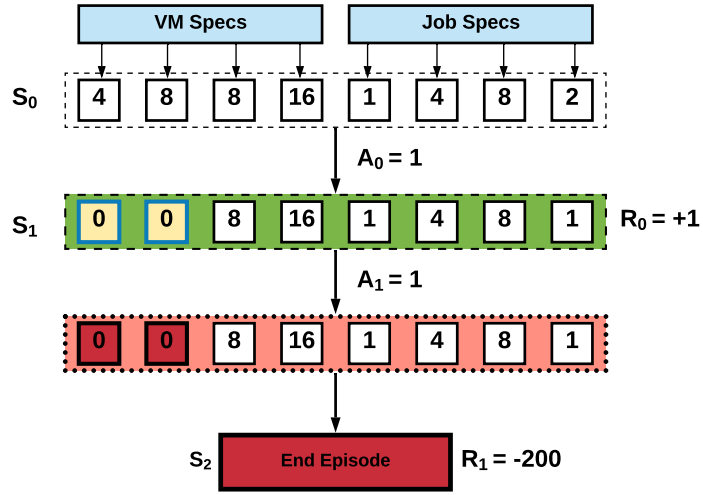 VM Specs Job Specs
S0 4 8 8 16 1 4 8 2
A0 = 1
S1 0 0 8 16 1 4 8 1 R0 = +1
A1 = 1
0 0 8 16 1 4 8 1
S2 End Episode R1 = -200